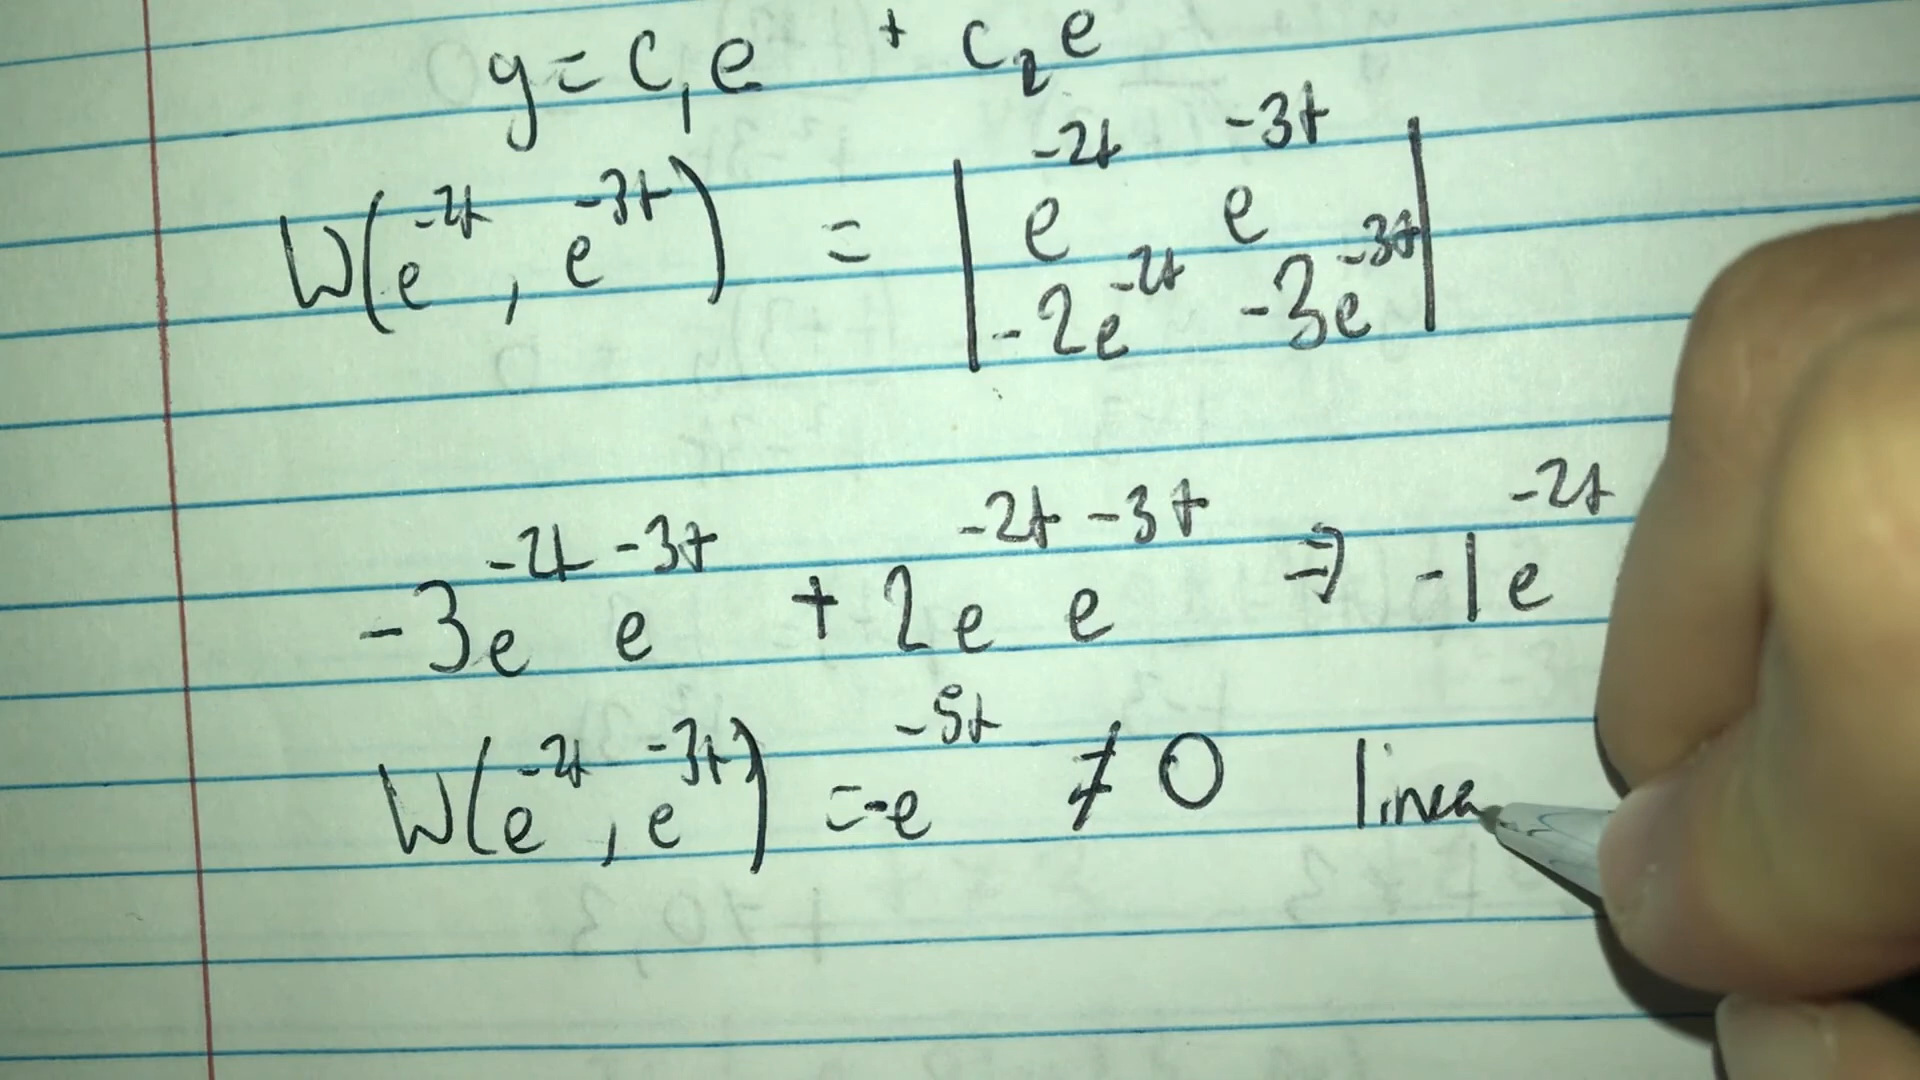 y = c₁e + c₂e
W(e^-2t, e^-3t) = | e^-2t e^-3t
-2e^-2t -3e^-3t |
-3e^-2t e^-3t + 2e^-2t e^-3t ⇒ -1e^-2t
W(e^-2t, e^-3t) = -e^-5t ≠ 0 linea